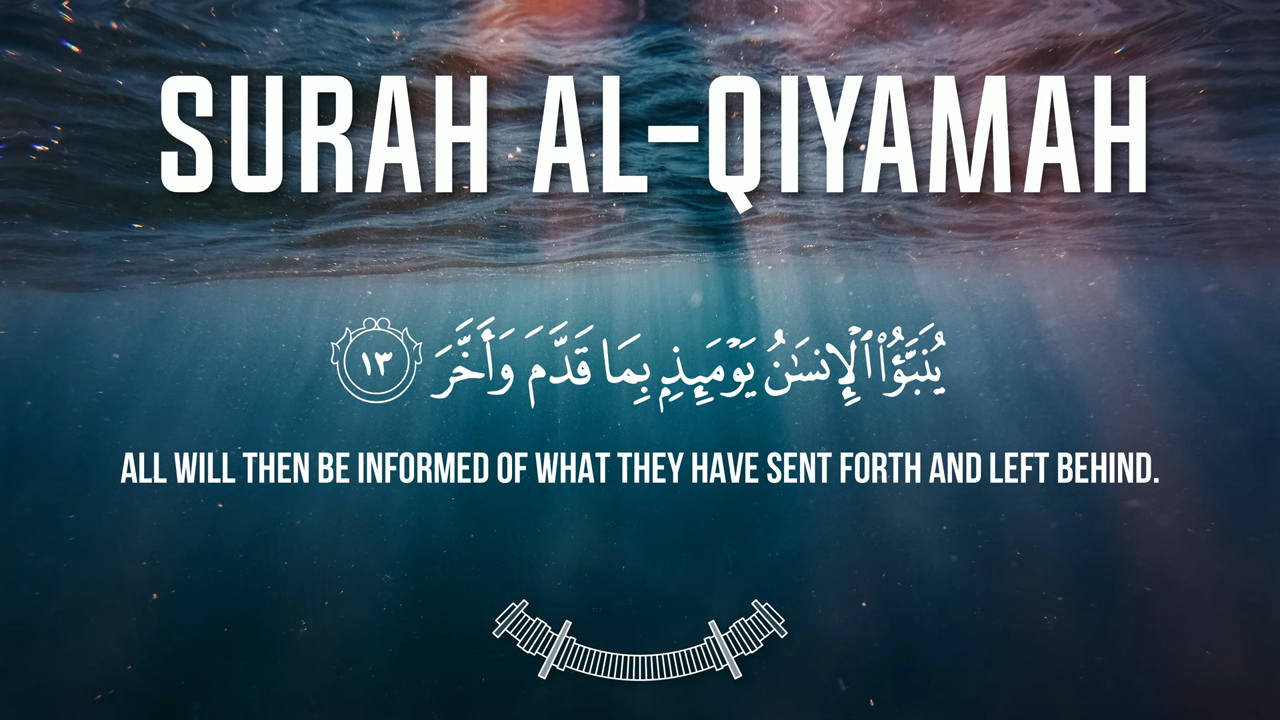 SURAH AL-QIYAMAH
يُنَبَّؤُا۟ ٱلْإِنسَـٰنُ يَوْمَئِذٍۭ بِمَا قَدَّمَ وَأَخَّرَ ١٣
ALL WILL THEN BE INFORMED OF WHAT THEY HAVE SENT FORTH AND LEFT BEHIND.